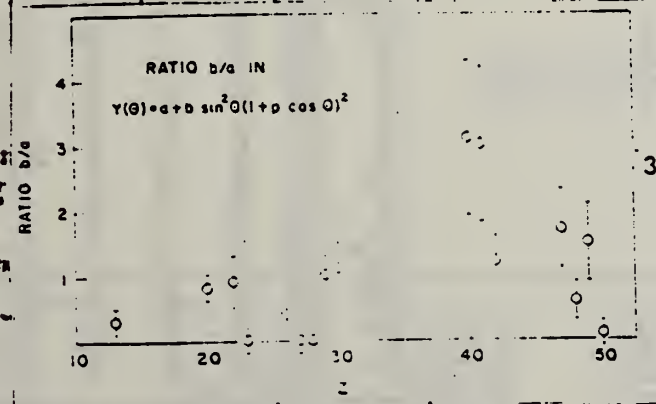 RATIO b/a IN
Y(Θ)=a+b sin²Θ(1+p cos Θ)²
RATIO b/a
4
3
2
1
10 20 30 40 50
Z
3